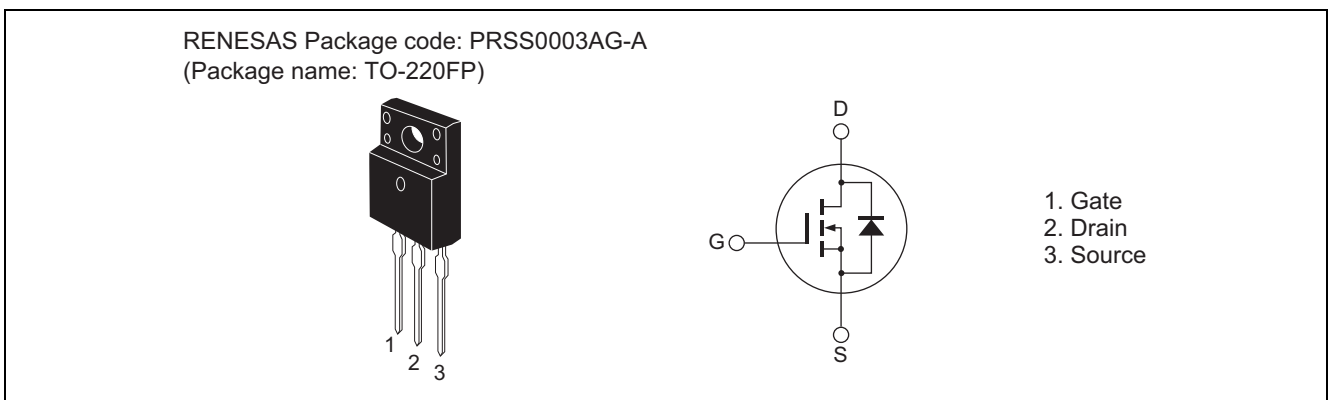 RENESAS Package code: PRSS0003AG-A
(Package name: TO-220FP)
D
G
S
1
2
3
1. Gate
2. Drain
3. Source